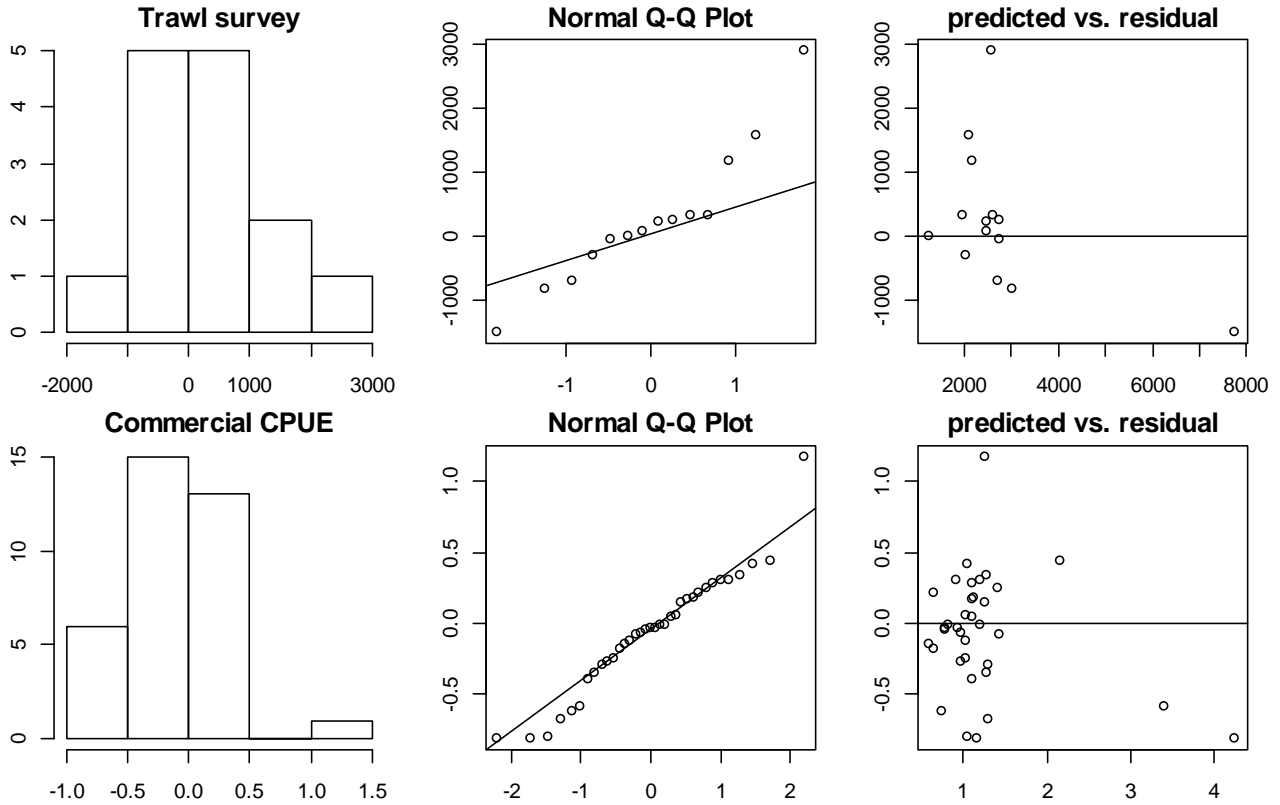 Trawl survey
5
4
3
2
1
0
-2000 0 1000 3000
Normal Q-Q Plot
3000
2000
1000
0
-1000
-1 0 1
predicted vs. residual
3000
2000
1000
0
-1000
2000 4000 6000 8000
Commercial CPUE
15
10
5
0
-1.0 -0.5 0.0 0.5 1.0 1.5
Normal Q-Q Plot
1.0
0.5
0.0
-0.5
-2 -1 0 1 2
predicted vs. residual
1.0
0.5
0.0
-0.5
1 2 3 4